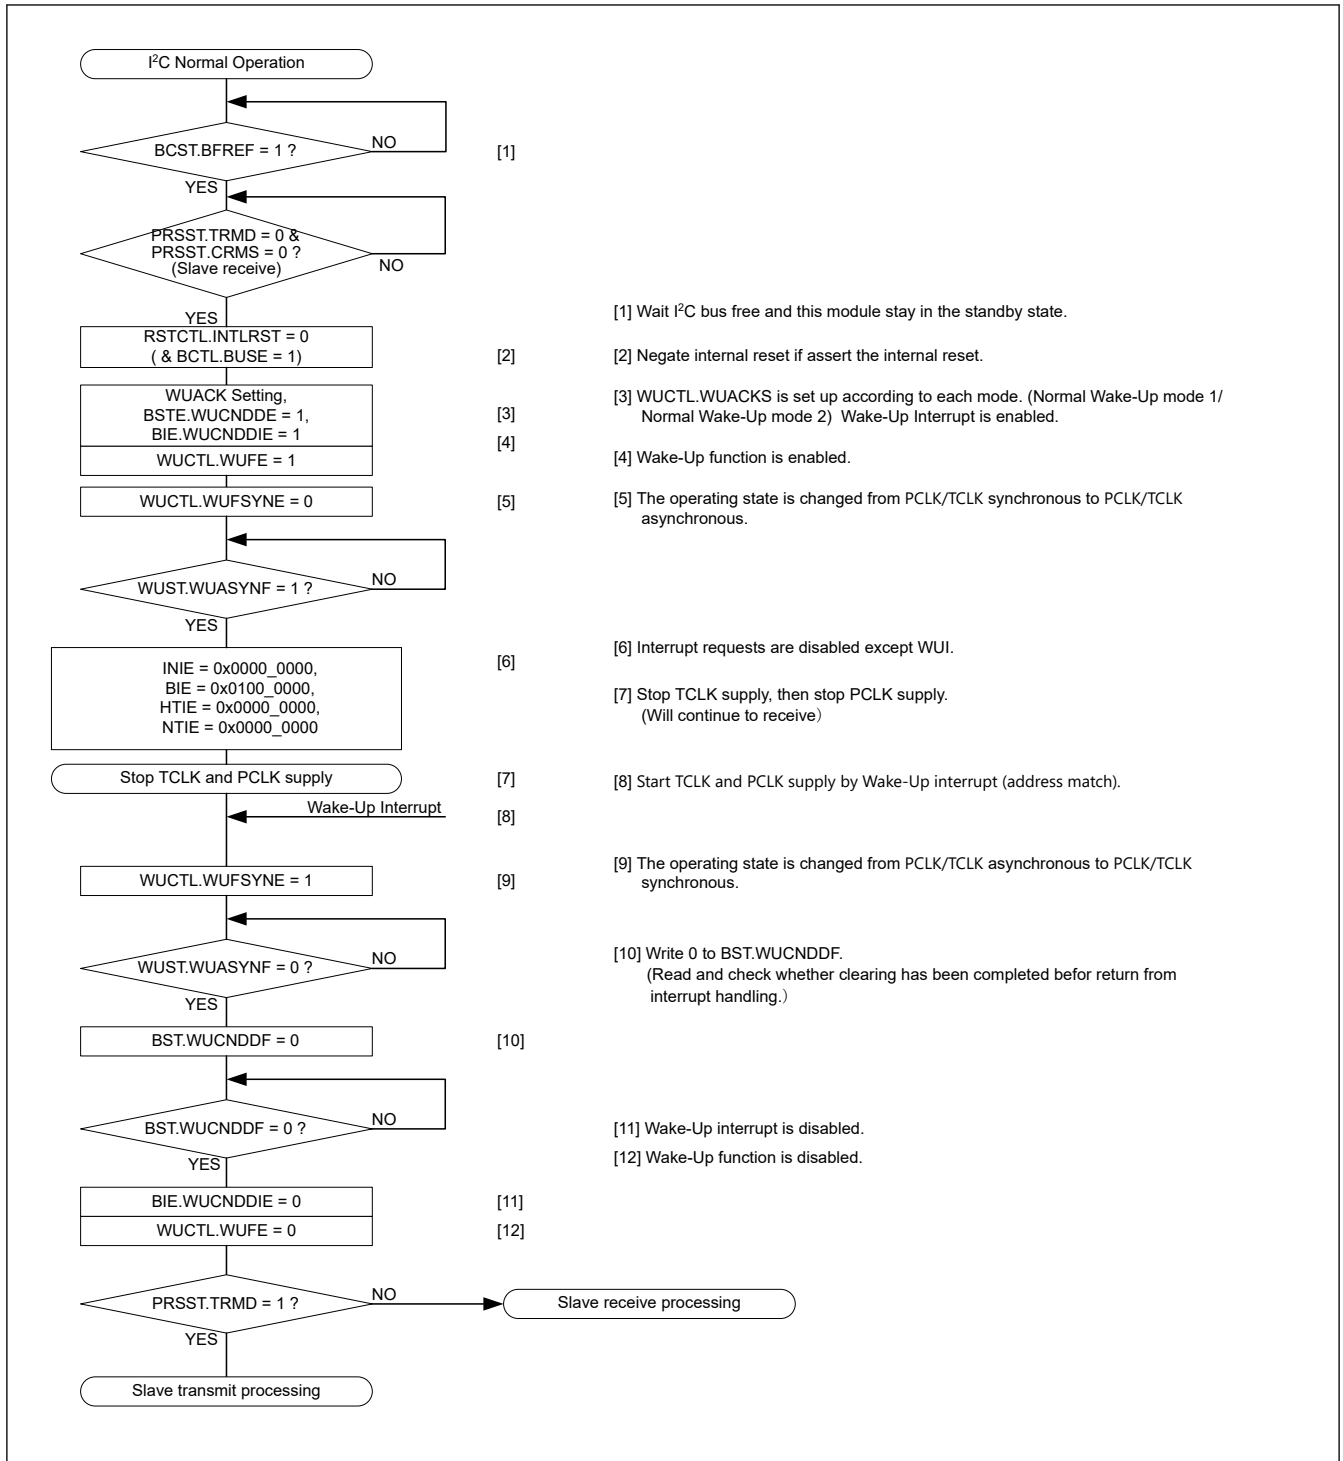 I²C Normal Operation
BCST.BFREF = 1 ?
NO
[1]
YES
PRSST.TRMD = 0 &
PRSST.CRMS = 0 ?
(Slave receive)
NO
YES
[1] Wait I²C bus free and this module stay in the standby state.
RSTCTL.INTLRST = 0
( & BCTL.BUSE = 1)
[2]
[2] Negate internal reset if assert the internal reset.
WUACK Setting,
BSTE.WUCNDDE = 1,
BIE.WUCNDDIE = 1
[3]
[3] WUCTL.WUACKS is set up according to each mode. (Normal Wake-Up mode 1/
Normal Wake-Up mode 2)  Wake-Up Interrupt is enabled.
[4]
WUCTL.WUFE = 1
[4] Wake-Up function is enabled.
WUCTL.WUFSYNE = 0
[5]
[5] The operating state is changed from PCLK/TCLK synchronous to PCLK/TCLK
asynchronous.
WUST.WUASYNF = 1 ?
NO
YES
INIE = 0x0000_0000,
BIE = 0x0100_0000,
HTIE = 0x0000_0000,
NTIE = 0x0000_0000
[6]
[6] Interrupt requests are disabled except WUI.
[7] Stop TCLK supply, then stop PCLK supply.
(Will continue to receive）
Stop TCLK and PCLK supply
[7]
[8] Start TCLK and PCLK supply by Wake-Up interrupt (address match).
Wake-Up Interrupt
[8]
WUCTL.WUFSYNE = 1
[9]
[9] The operating state is changed from PCLK/TCLK asynchronous to PCLK/TCLK
synchronous.
WUST.WUASYNF = 0 ?
NO
YES
[10] Write 0 to BST.WUCNDDF.
(Read and check whether clearing has been completed befor return from
interrupt handling.）
BST.WUCNDDF = 0
[10]
BST.WUCNDDF = 0 ?
NO
YES
[11] Wake-Up interrupt is disabled.
[12] Wake-Up function is disabled.
BIE.WUCNDDIE = 0
[11]
WUCTL.WUFE = 0
[12]
PRSST.TRMD = 1 ?
NO
Slave receive processing
YES
Slave transmit processing